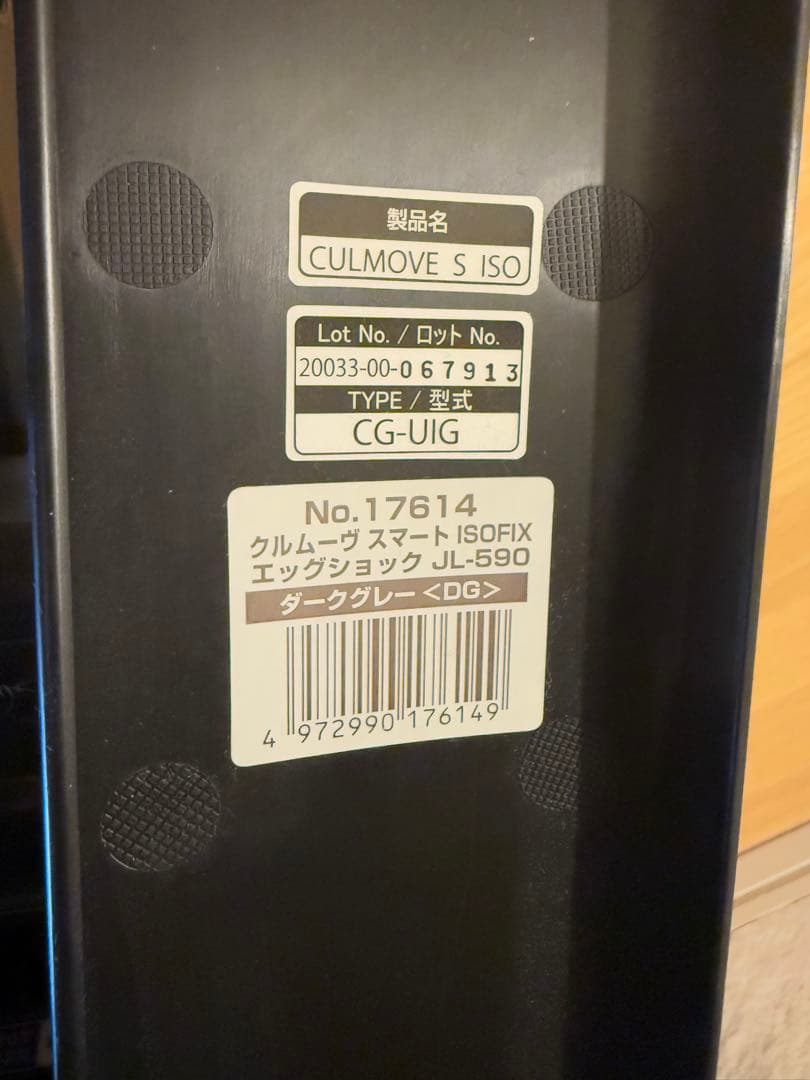 製品名
CULMOVE S ISO
Lot No. / ロット No.
20033-00-067913
TYPE / 型式
CG-UIG
No.17614
クルムーヴ スマート ISOFIX
エッグショック JL-590
ダークグレー<DG>
4 972990 176149